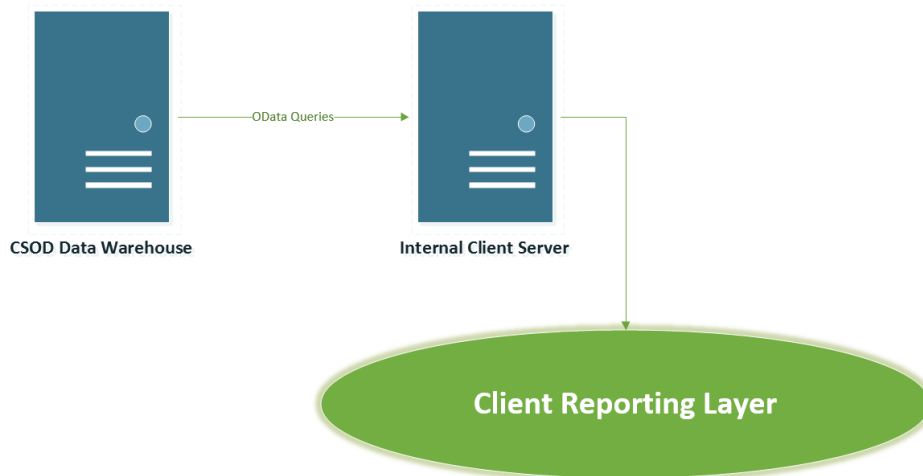 OData Queries
CSOD Data Warehouse
Internal Client Server
Client Reporting Layer